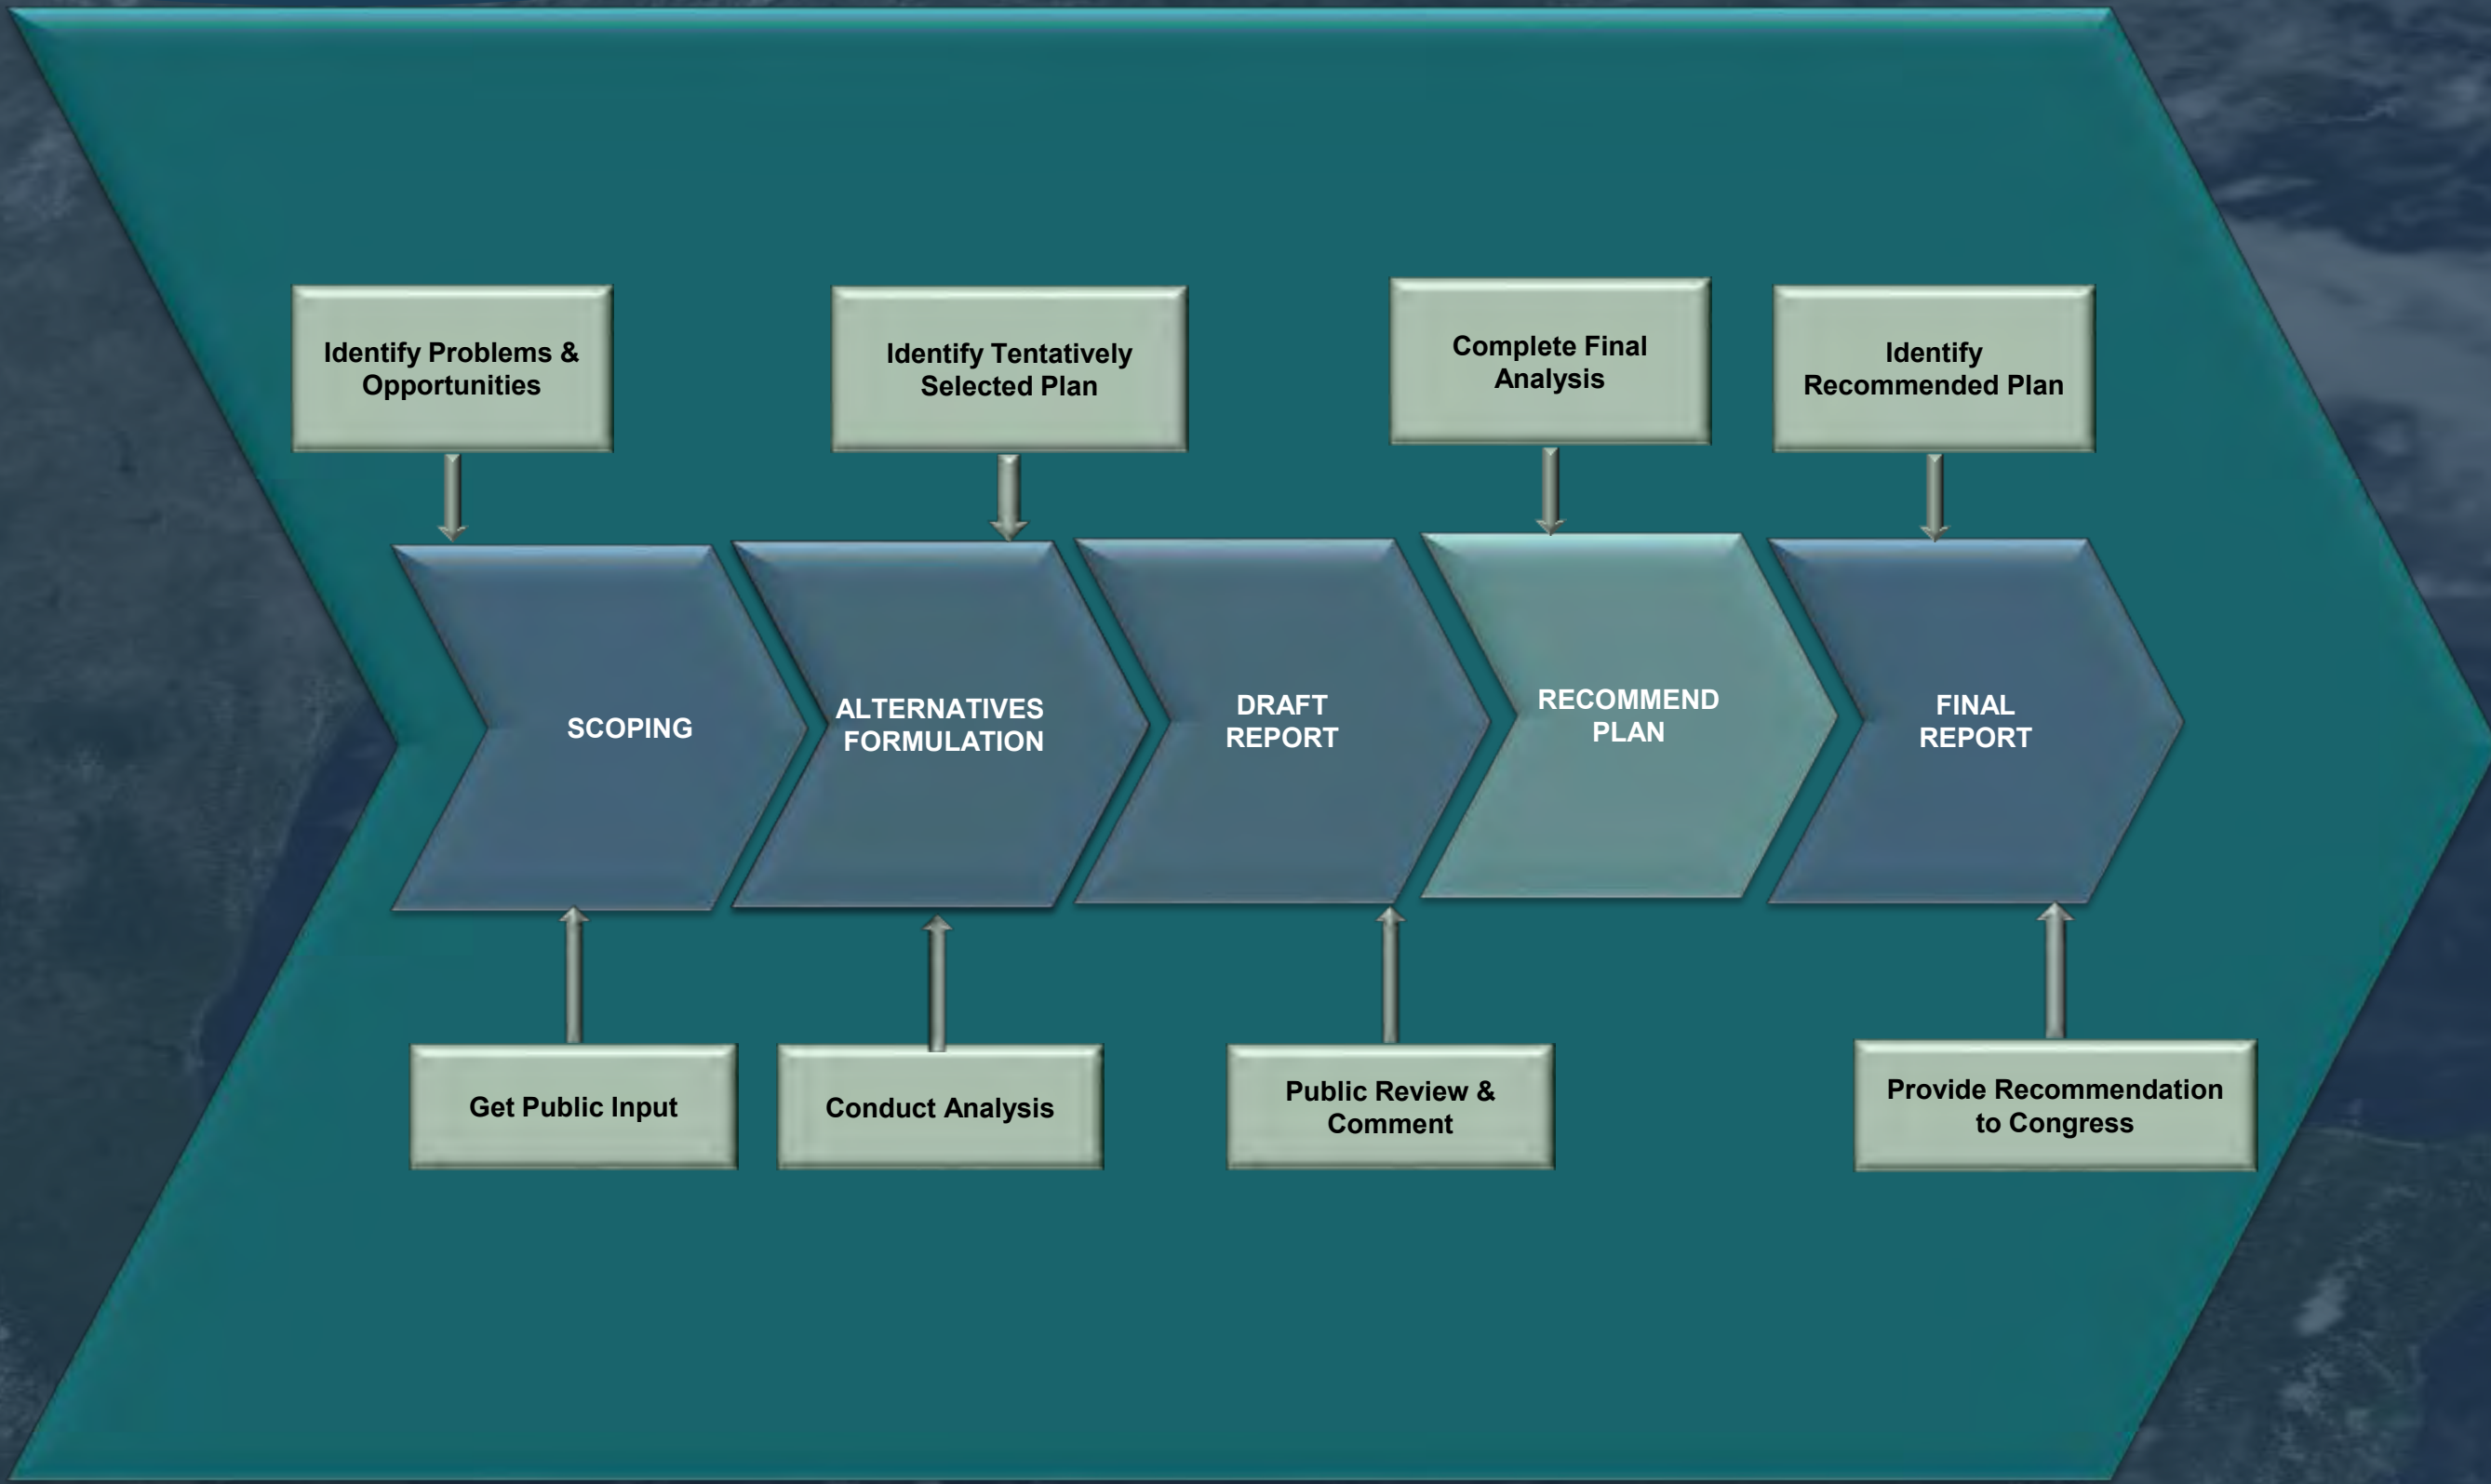 Identify Problems &
Opportunities
Identify Tentatively
Selected Plan
Complete Final
Analysis
Identify
Recommended Plan
SCOPING
ALTERNATIVES
FORMULATION
DRAFT
REPORT
RECOMMEND
PLAN
FINAL
REPORT
Get Public Input
Conduct Analysis
Public Review &
Comment
Provide Recommendation
to Congress